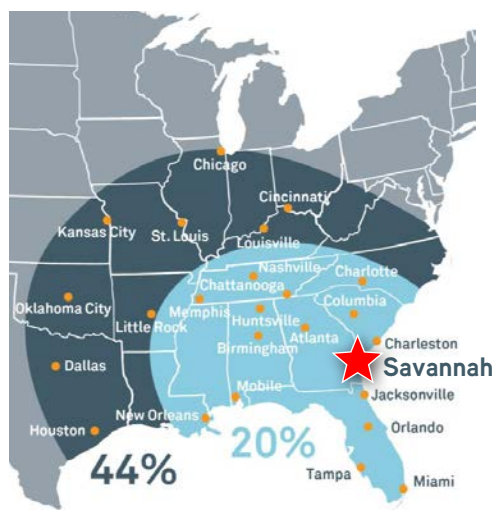 Chicago
Cincinnati
Kansas City
St. Louis
Louisville
Nashville
Charlotte
Chattanooga
Oklahoma City
Memphis
Columbia
Little Rock
Huntsville
Atlanta
Birmingham
Charleston
Savannah
Dallas
Mobile
Jacksonville
New Orleans
Houston
20%
Orlando
44%
Tampa
Miami